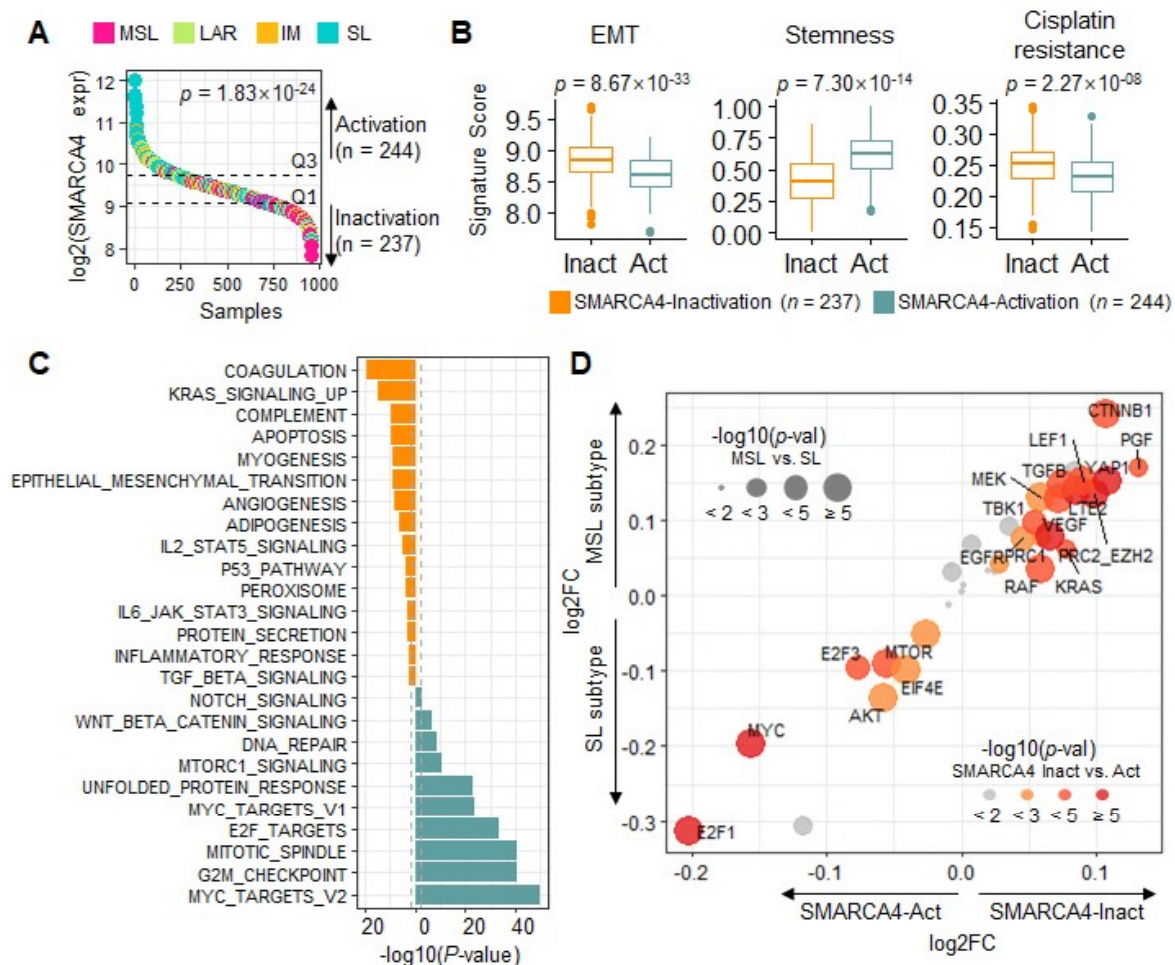 A
MSL LAR IM SL
log2(SMARCA4 expr)
12
11
10
9
8
p = 1.83×10-24
Activation
(n = 244)
Q3
Q1
Inactivation
(n = 237)
0 250 500 750 1000
Samples
B
EMT
Stemness
Cisplatin
resistance
p = 8.67×10-33
p = 7.30×10-14
p = 2.27×10-08
Signature Score
9.5
9.0
8.5
8.0
1.00
0.75
0.50
0.25
0.00
0.35
0.30
0.25
0.20
0.15
Inact Act
Inact Act
Inact Act
SMARCA4-Inactivation (n = 237)
SMARCA4-Activation (n = 244)
C
COAGULATION
KRAS_SIGNALING_UP
COMPLEMENT
APOPTOSIS
MYOGENESIS
EPITHELIAL_MESENCHYMAL_TRANSITION
ANGIOGENESIS
ADIPOGENESIS
IL2_STAT5_SIGNALING
P53_PATHWAY
PEROXISOME
IL6_JAK_STAT3_SIGNALING
PROTEIN_SECRETION
INFLAMMATORY_RESPONSE
TGF_BETA_SIGNALING
NOTCH_SIGNALING
WNT_BETA_CATENIN_SIGNALING
DNA_REPAIR
MTORC1_SIGNALING
UNFOLDED_PROTEIN_RESPONSE
MYC_TARGETS_V1
E2F_TARGETS
MITOTIC_SPINDLE
G2M_CHECKPOINT
MYC_TARGETS_V2
20 0 20 40
-log10(P-value)
D
MSL subtype
log2FC
SL subtype
0.2
0.1
0.0
-0.1
-0.2
-0.3
-log10(p-val)
MSL vs. SL
< 2 < 3 < 5 ≥ 5
CTNNB1
LEF1
PGF
TGFB
YAP1
MEK
TBK1
LTE2
VEGF
EGFR
PRC1
PRC2_EZH2
RAF
KRAS
E2F3
MTOR
EIF4E
AKT
MYC
E2F1
-log10(p-val)
SMARCA4 Inact vs. Act
< 2 < 3 < 5 ≥ 5
-0.2 -0.1 0.0 0.1
SMARCA4-Act
SMARCA4-Inact
log2FC